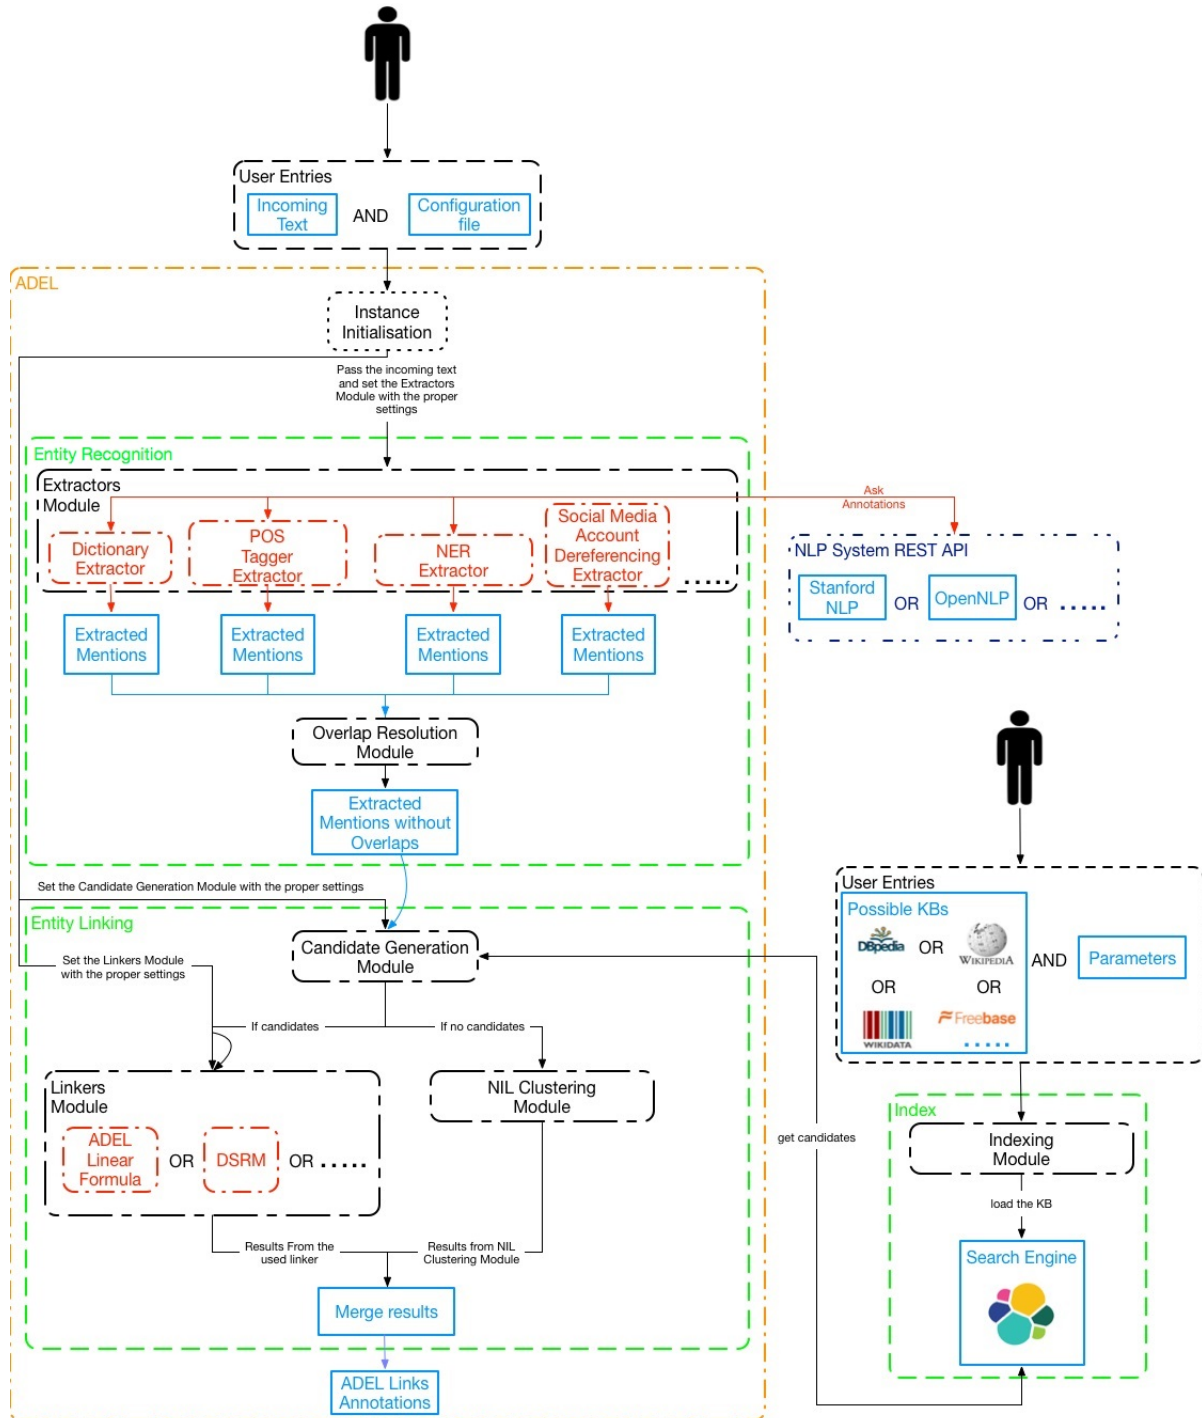 User Entries
Incoming
Text
AND
Configuration
file
ADEL
Instance
Initialisation
Pass the incoming text
and set the Extractors
Module with the proper
settings
Entity Recognition
Extractors
Module
Dictionary
Extractor
POS
Tagger
Extractor
NER
Extractor
Social Media
Account
Dereferencing
Extractor
.....
Ask
Annotations
NLP System REST API
Stanford
NLP
OR
OpenNLP
OR
.....
Extracted
Mentions
Extracted
Mentions
Extracted
Mentions
Extracted
Mentions
Overlap Resolution
Module
Extracted
Mentions without
Overlaps
Set the Candidate Generation Module with the proper settings
Entity Linking
Candidate Generation
Module
Set the Linkers Module
with the proper settings
If candidates
If no candidates
Linkers
Module
ADEL
Linear
Formula
OR
DSRM
OR .....
NIL Clustering
Module
Results From the
used linker
Results from NIL
Clustering Module
Merge results
ADEL Links
Annotations
User Entries
Possible KBs
DBpedia
OR
WIKIPEDIA
OR
OR
WIKIDATA
Freebase
.....
AND
Parameters
Index
Indexing
Module
get candidates
load the KB
Search Engine